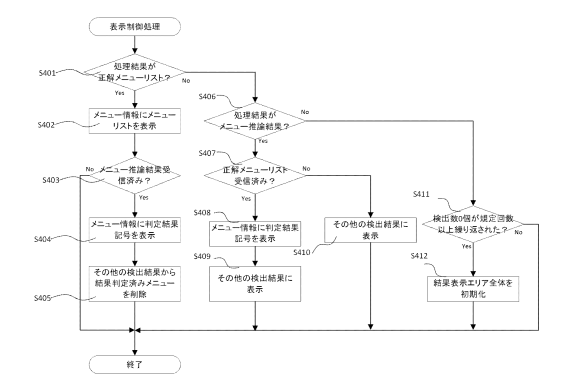 表示制御処理
S401
処理結果が
正解メニューリスト？
Yes
No
S402
メニュー情報にメニュー
リストを表示
S403
No
メニュー推論結果受
信済み？
Yes
S404
メニュー情報に判定結果
記号を表示
S405
その他の検出結果から
結果判定済みメニュー
を削除
S406
処理結果が
メニュー推論結果？
No
Yes
S407
正解メニューリスト
受信済み？
No
Yes
S408
メニュー情報に判定結果
記号を表示
S409
その他の検出結果に
表示
S410
その他の検出結果に
表示
S411
検出数0個が規定回数
以上繰り返された？
No
Yes
S412
結果表示エリア全体を
初期化
終了